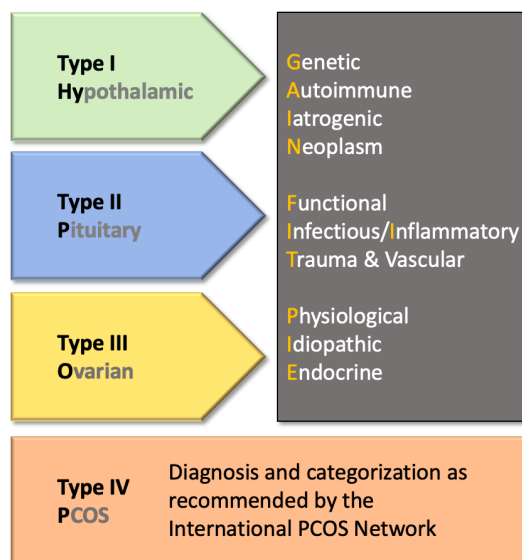 Type I
Hypothalamic
Genetic
Autoimmune
Iatrogenic
Neoplasm
Type II
Pituitary
Functional
Infectious/Inflammatory
Trauma & Vascular
Type III
Ovarian
Physiological
Idiopathic
Endocrine
Type IV
PCOS
Diagnosis and categorization as
recommended by the
International PCOS Network